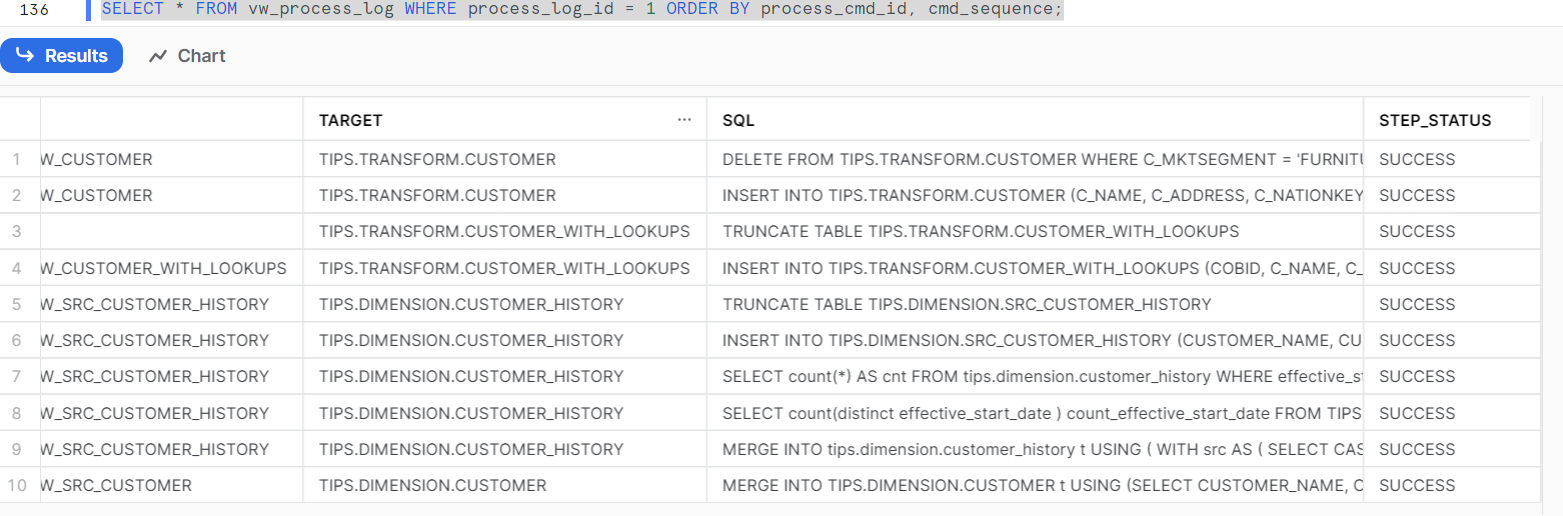 136 SELECT * FROM vw_process_log WHERE process_log_id = 1 ORDER BY process_cmd_id, cmd_sequence;
Results Chart
TARGET ... SQL STEP_STATUS
1 W_CUSTOMER TIPS.TRANSFORM.CUSTOMER DELETE FROM TIPS.TRANSFORM.CUSTOMER WHERE C_MKTSEGMENT = 'FURNITU SUCCESS
2 W_CUSTOMER TIPS.TRANSFORM.CUSTOMER INSERT INTO TIPS.TRANSFORM.CUSTOMER (C_NAME, C_ADDRESS, C_NATIONKEY SUCCESS
3 TIPS.TRANSFORM.CUSTOMER_WITH_LOOKUPS TRUNCATE TABLE TIPS.TRANSFORM.CUSTOMER_WITH_LOOKUPS SUCCESS
4 W_CUSTOMER_WITH_LOOKUPS TIPS.TRANSFORM.CUSTOMER_WITH_LOOKUPS INSERT INTO TIPS.TRANSFORM.CUSTOMER_WITH_LOOKUPS (COBID, C_NAME, C_ SUCCESS
5 W_SRC_CUSTOMER_HISTORY TIPS.DIMENSION.CUSTOMER_HISTORY TRUNCATE TABLE TIPS.DIMENSION.SRC_CUSTOMER_HISTORY SUCCESS
6 W_SRC_CUSTOMER_HISTORY TIPS.DIMENSION.CUSTOMER_HISTORY INSERT INTO TIPS.DIMENSION.SRC_CUSTOMER_HISTORY (CUSTOMER_NAME, CU SUCCESS
7 W_SRC_CUSTOMER_HISTORY TIPS.DIMENSION.CUSTOMER_HISTORY SELECT count(*) AS cnt FROM tips.dimension.customer_history WHERE effective_st SUCCESS
8 W_SRC_CUSTOMER_HISTORY TIPS.DIMENSION.CUSTOMER_HISTORY SELECT count(distinct effective_start_date ) count_effective_start_date FROM TIPS SUCCESS
9 W_SRC_CUSTOMER_HISTORY TIPS.DIMENSION.CUSTOMER_HISTORY MERGE INTO tips.dimension.customer_history t USING ( WITH src AS ( SELECT CAS SUCCESS
10 W_SRC_CUSTOMER TIPS.DIMENSION.CUSTOMER MERGE INTO TIPS.DIMENSION.CUSTOMER t USING (SELECT CUSTOMER_NAME, C SUCCESS